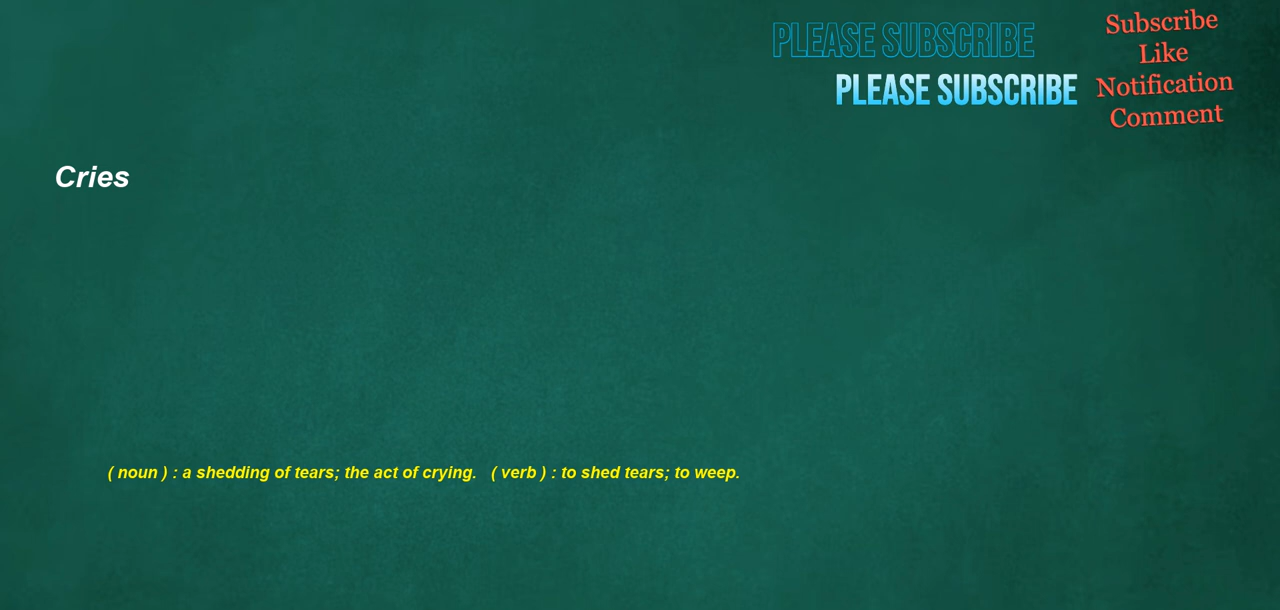 PLEASE SUBSCRIBE
PLEASE SUBSCRIBE
Subscribe
Like
Notification
Comment
Cries
( noun ) : a shedding of tears; the act of crying. ( verb ) : to shed tears; to weep.